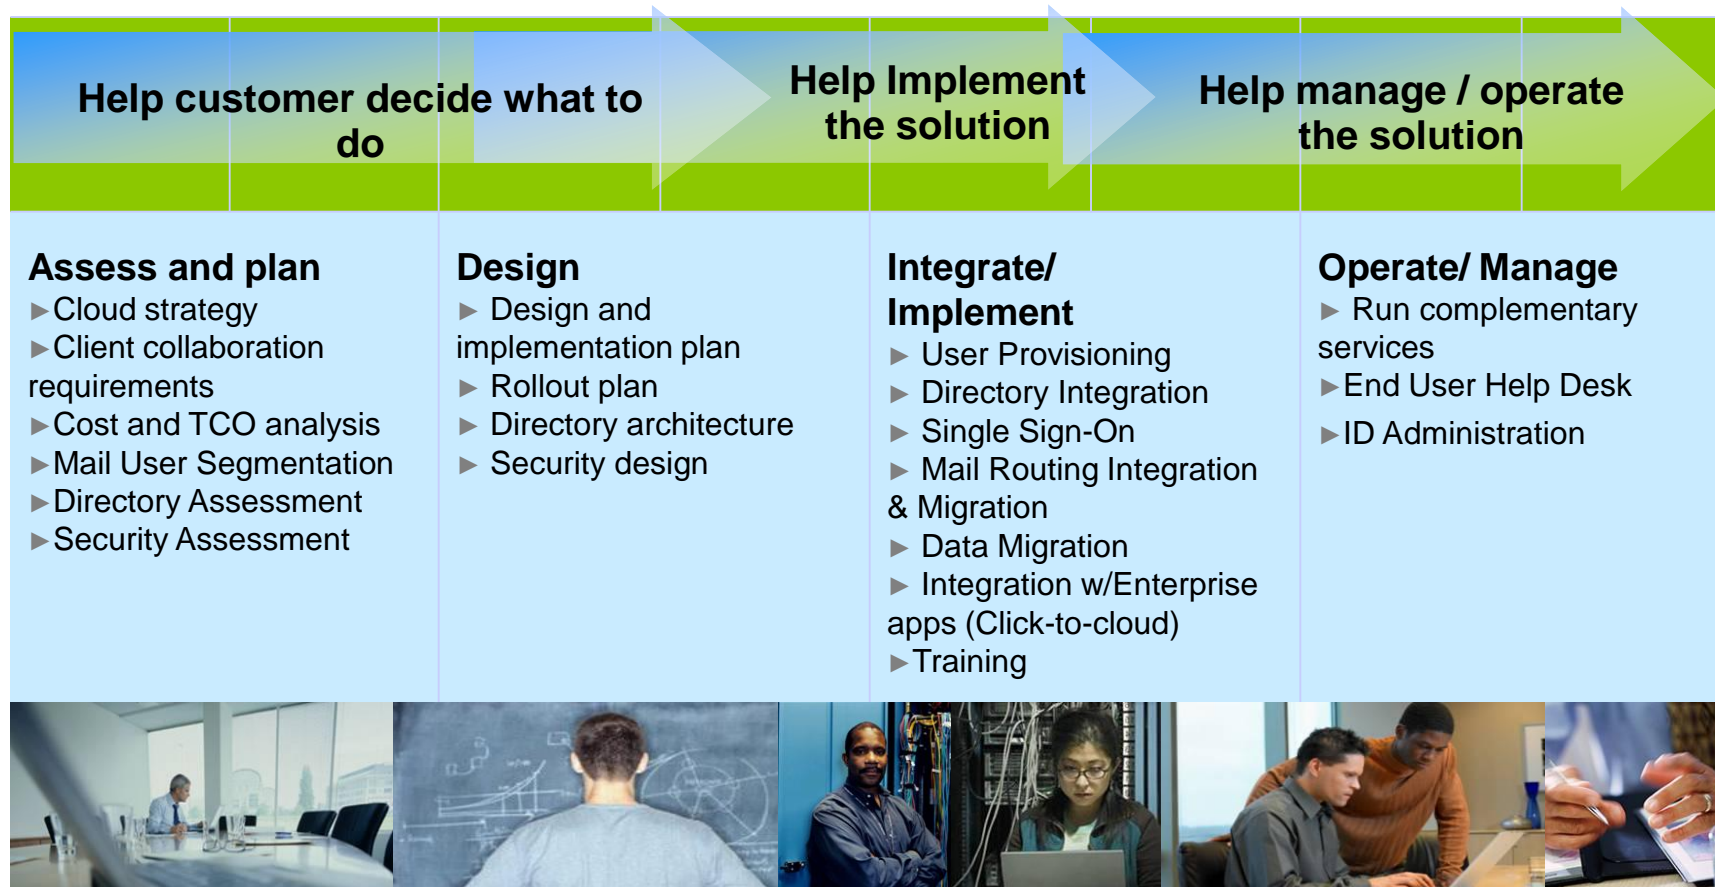 Help customer decide what to
do
Help Implement
the solution
Help manage / operate
the solution
Assess and plan
►Cloud strategy
►Client collaboration
requirements
►Cost and TCO analysis
►Mail User Segmentation
►Directory Assessment
►Security Assessment
Design
► Design and
implementation plan
► Rollout plan
► Directory architecture
► Security design
Integrate/
Implement
► User Provisioning
► Directory Integration
► Single Sign-On
► Mail Routing Integration
& Migration
► Data Migration
► Integration w/Enterprise
apps (Click-to-cloud)
►Training
Operate/ Manage
► Run complementary
services
►End User Help Desk
►ID Administration